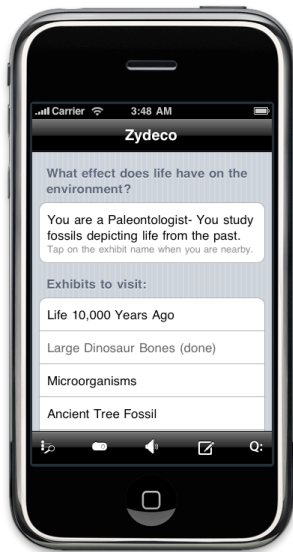 Carrier 3:48 AM
Zydeco
What effect does life have on the
environment?
You are a Paleontologist- You study
fossils depicting life from the past.
Tap on the exhibit name when you are nearby.
Exhibits to visit:
Life 10,000 Years Ago
Large Dinosaur Bones (done)
Microorganisms
Ancient Tree Fossil
Q: